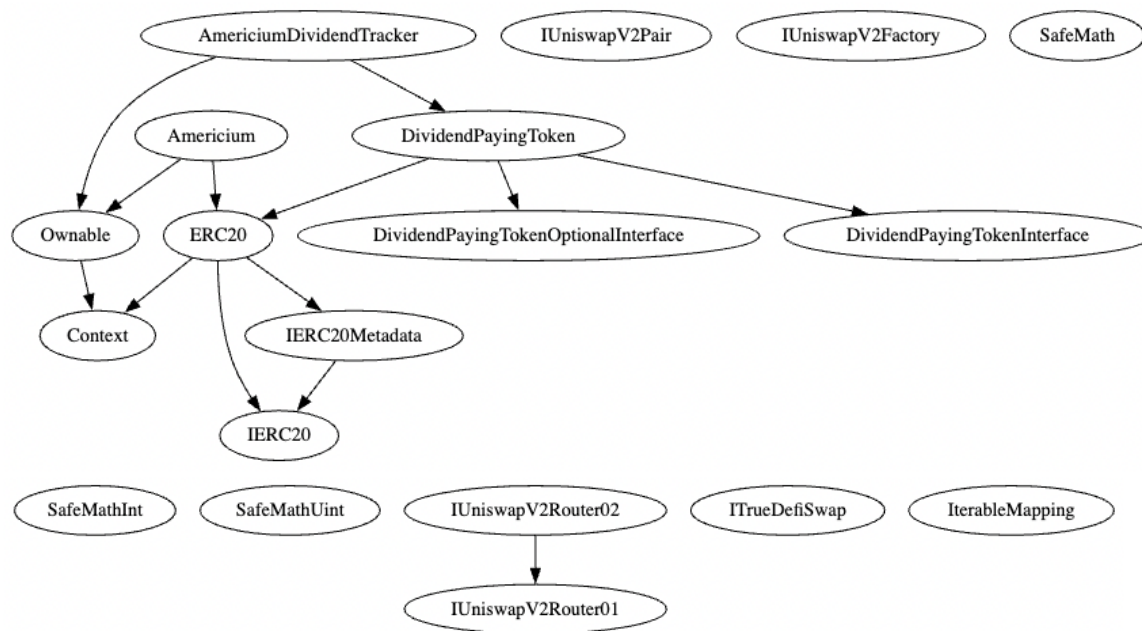 AmericiumDividendTracker
IUniswapV2Pair
IUniswapV2Factory
SafeMath
Americium
DividendPayingToken
Ownable
ERC20
DividendPayingTokenOptionalInterface
DividendPayingTokenInterface
Context
IERC20Metadata
IERC20
SafeMathInt
SafeMathUint
IUniswapV2Router02
ITrueDefiSwap
IterableMapping
IUniswapV2Router01